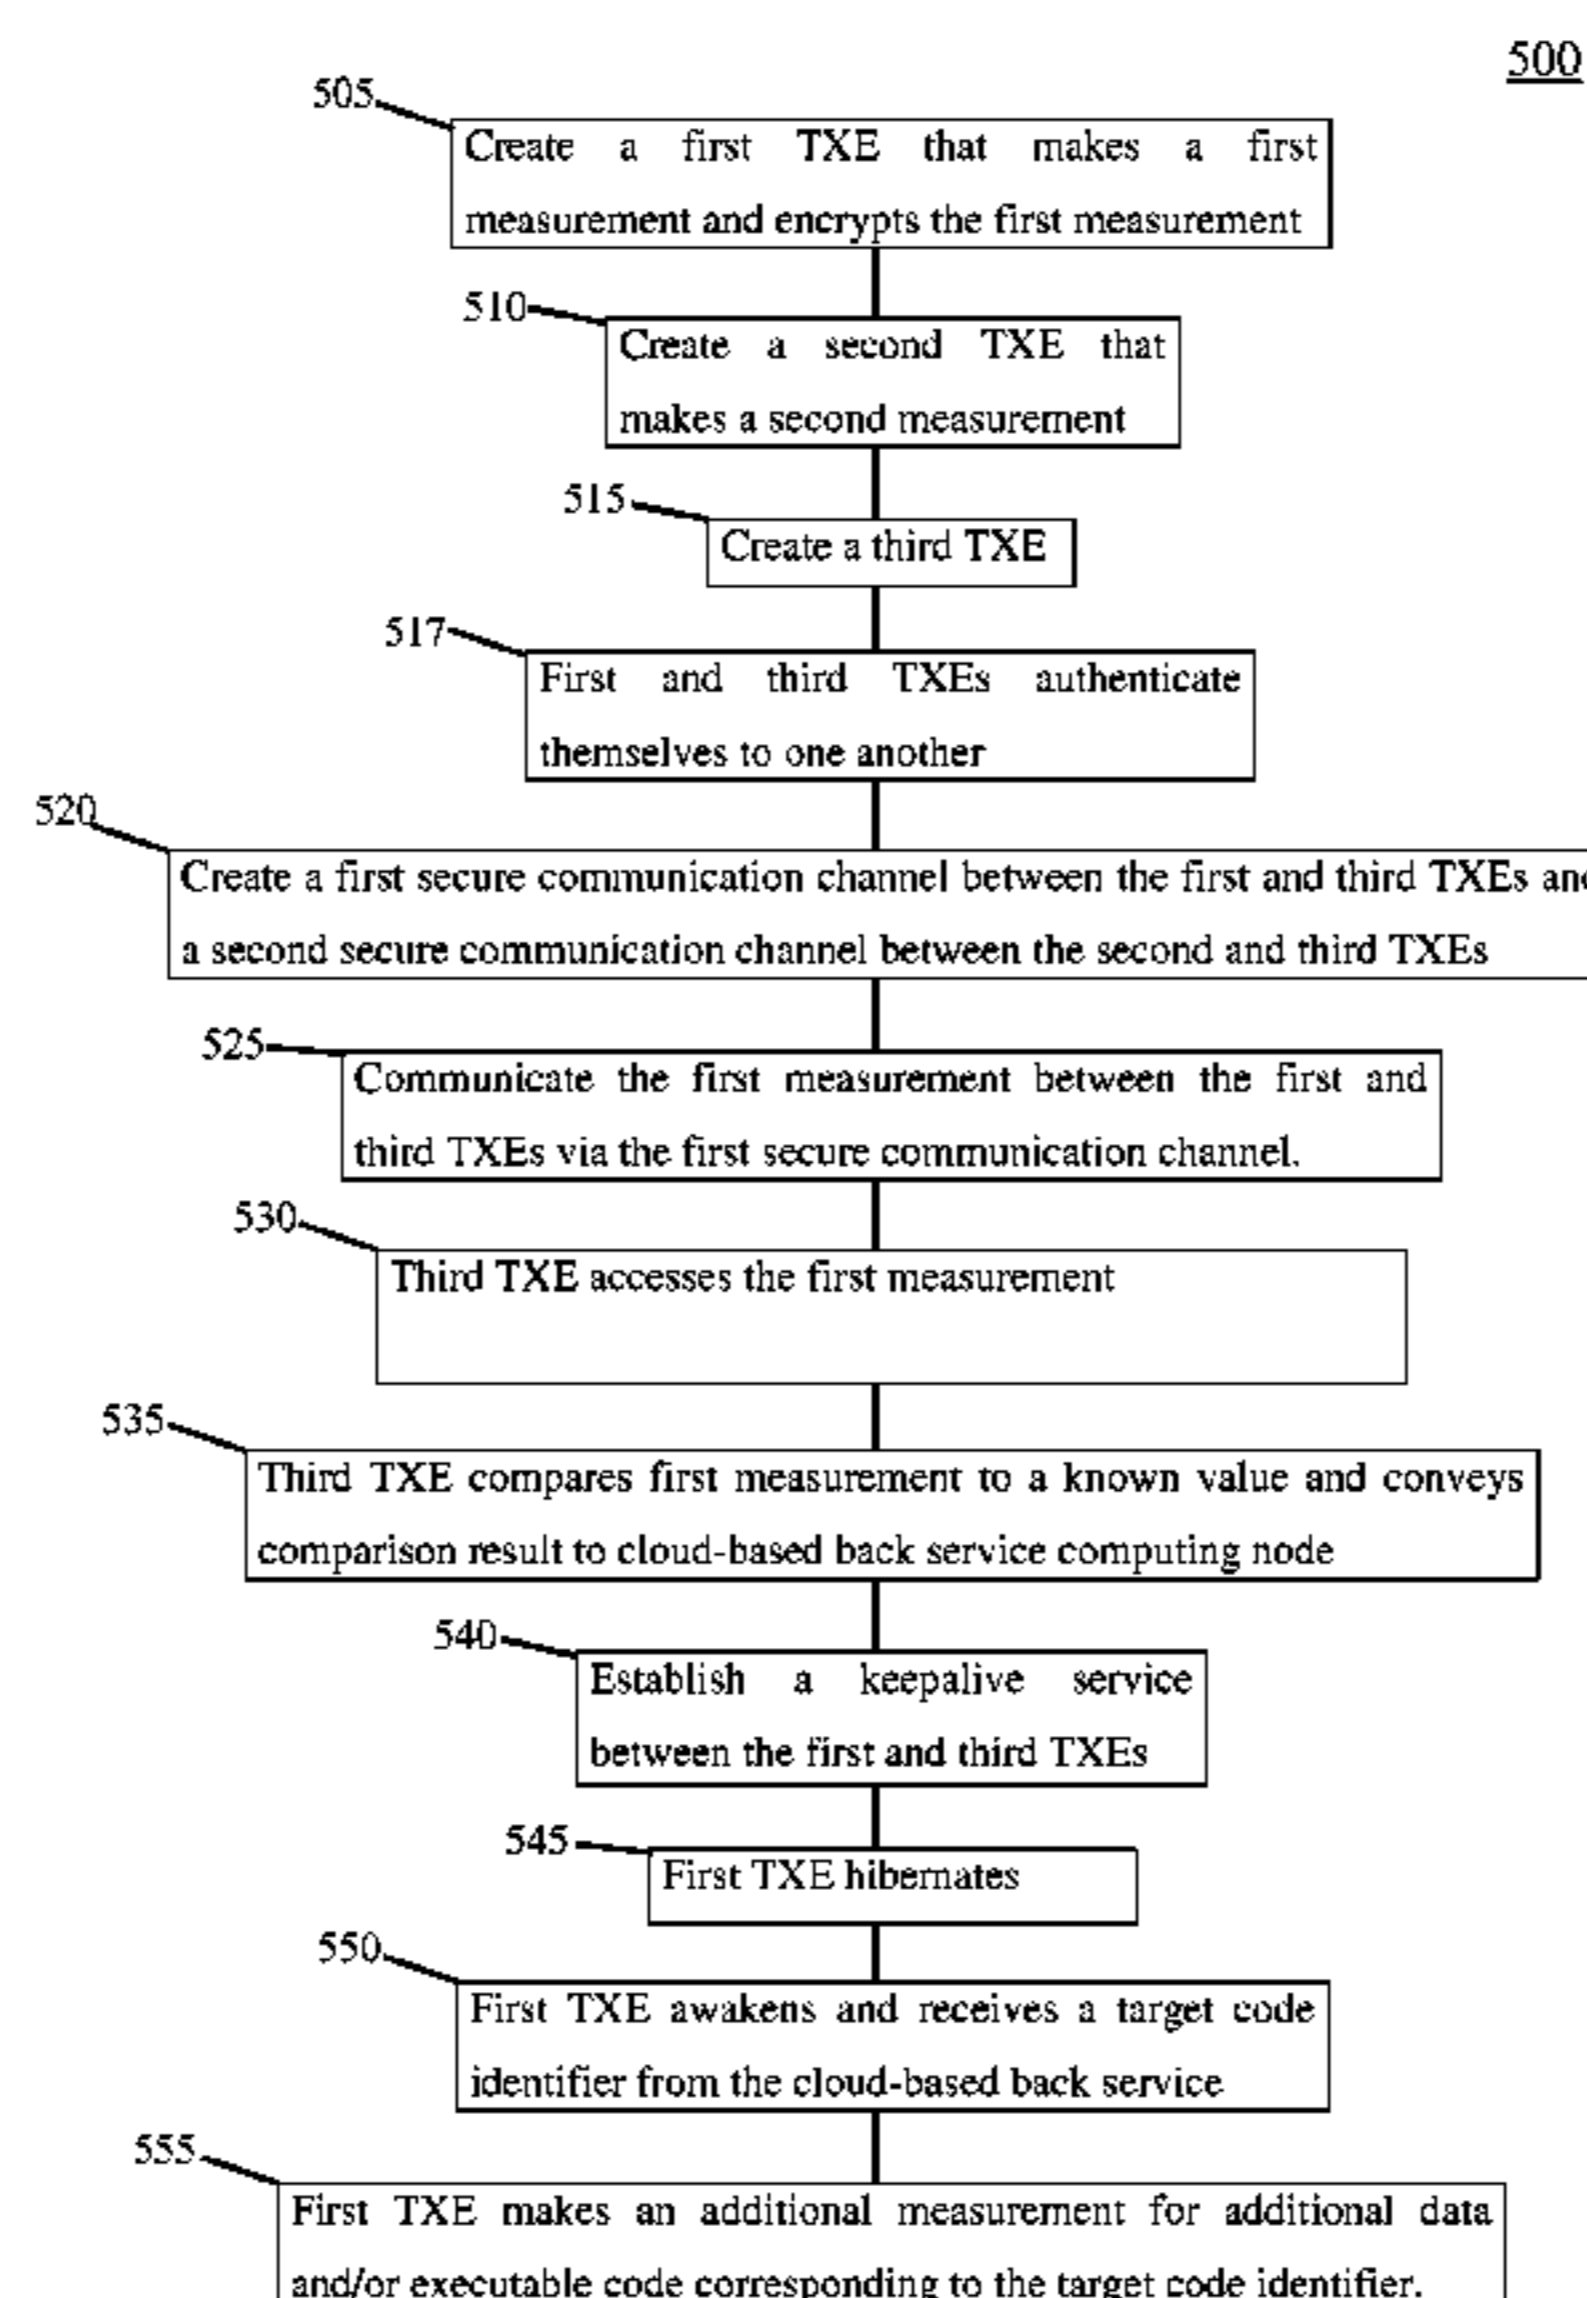 500
505
Create a first TXE that makes a first
measurement and encrypts the first measurement
510
Create a second TXE that
makes a second measurement
515
Create a third TXE
517
First and third TXEs authenticate
themselves to one another
520
Create a first secure communication channel between the first and third TXEs and
a second secure communication channel between the second and third TXEs
525
Communicate the first measurement between the first and
third TXEs via the first secure communication channel.
530
Third TXE accesses the first measurement
535
Third TXE compares first measurement to a known value and conveys
comparison result to cloud-based back service computing node
540
Establish a keepalive service
between the first and third TXEs
545
First TXE hibernates
550
First TXE awakens and receives a target code
identifier from the cloud-based back service
555
First TXE makes an additional measurement for additional data
and/or executable code corresponding to the target code identifier.